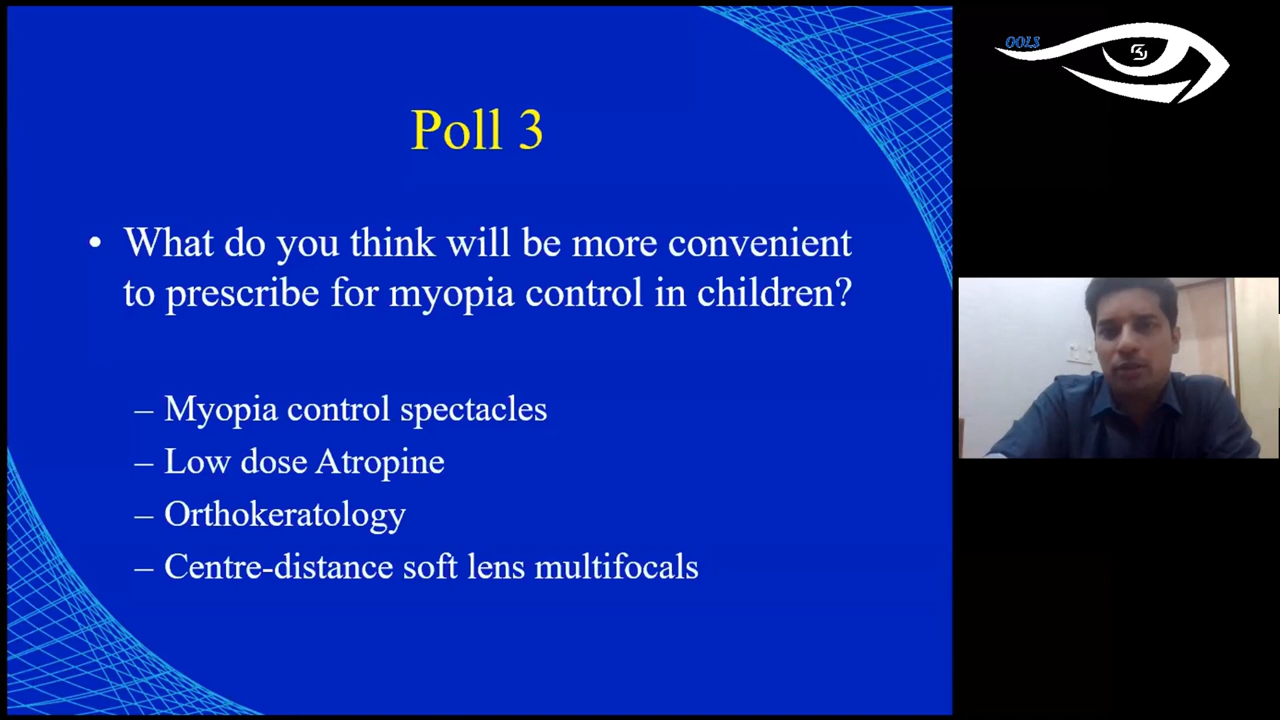 Poll 3
• What do you think will be more convenient
to prescribe for myopia control in children?
– Myopia control spectacles
– Low dose Atropine
– Orthokeratology
– Centre-distance soft lens multifocals
OOLS